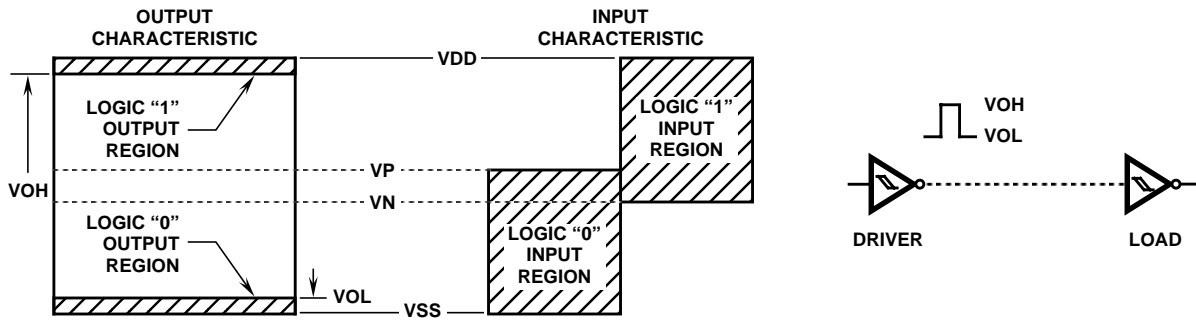 OUTPUT
CHARACTERISTIC
INPUT
CHARACTERISTIC
VDD
LOGIC “1”
OUTPUT
REGION
LOGIC “1”
INPUT
REGION
VOH
VOL
VP
VOH
VN
LOGIC “0”
OUTPUT
REGION
LOGIC “0”
INPUT
REGION
DRIVER
LOAD
VOL
VSS